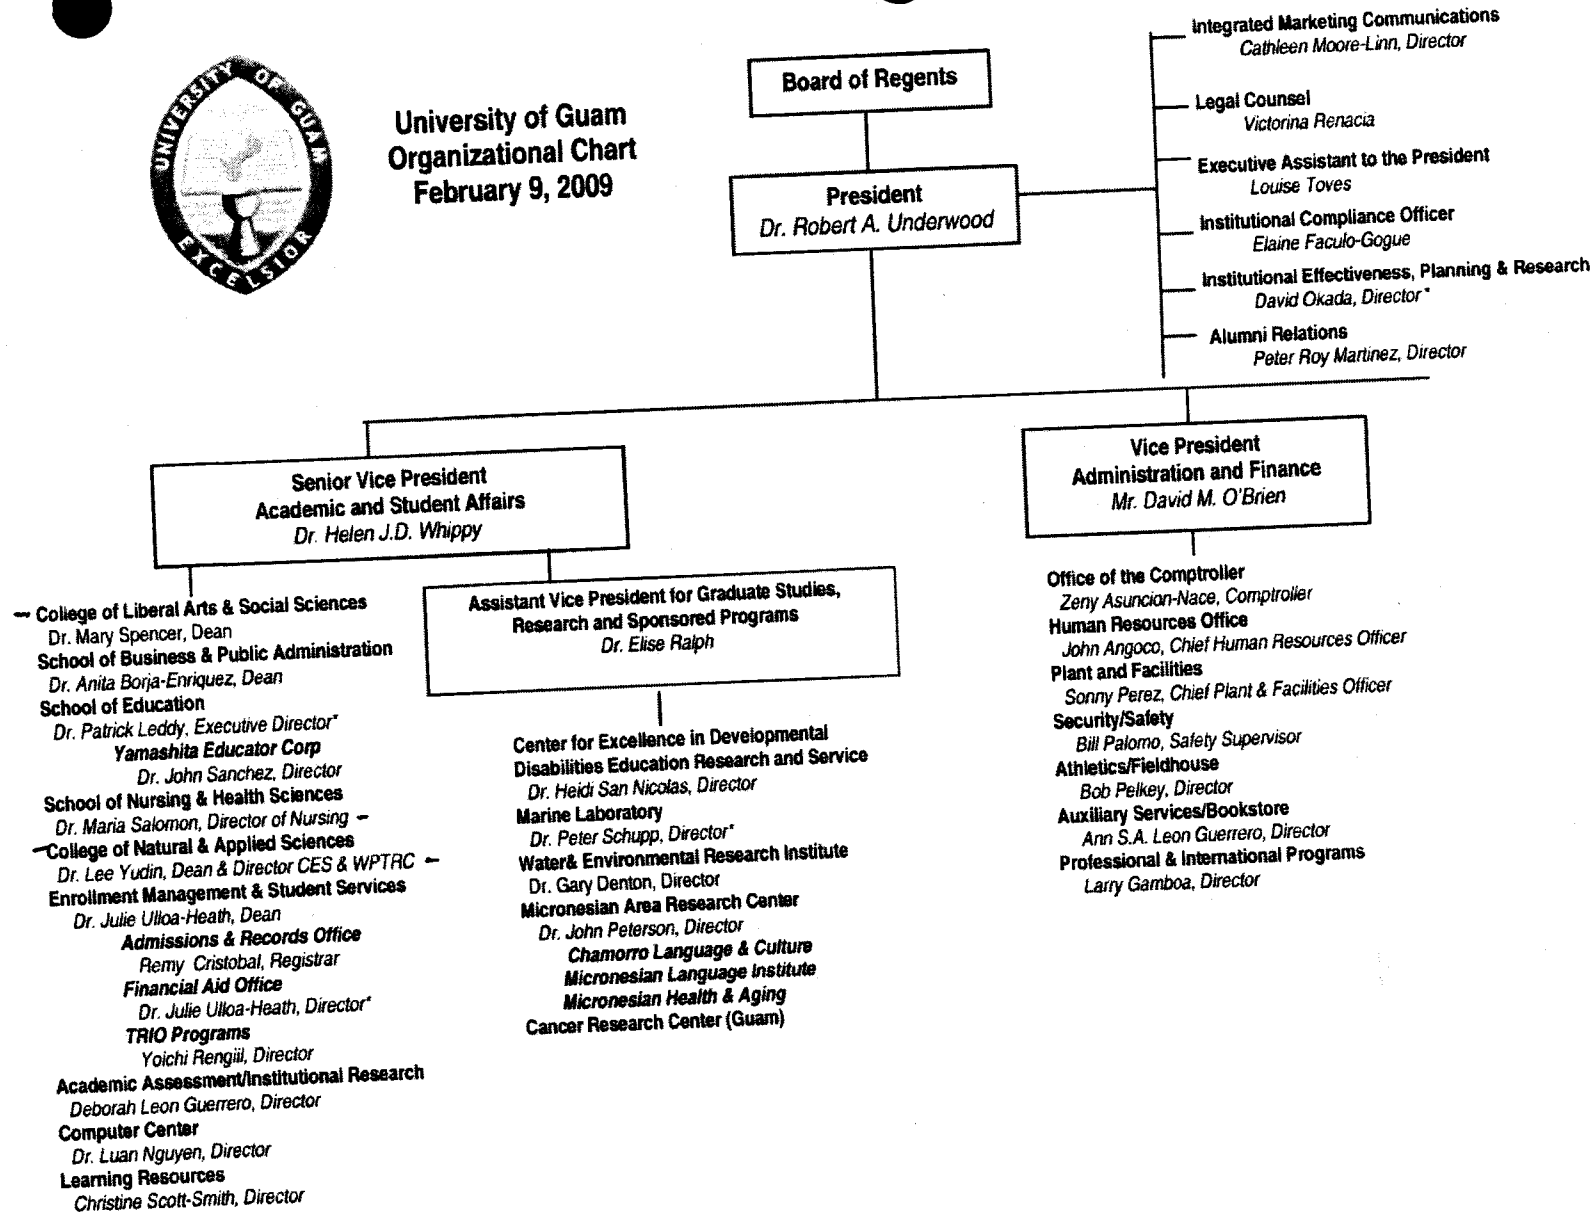 UNIVERSITY OF GUAM
EXCELSIOR
University of Guam
Organizational Chart
February 9, 2009
Board of Regents
President
Dr. Robert A. Underwood
Integrated Marketing Communications
Cathleen Moore-Linn, Director
Legal Counsel
Victorina Renacia
Executive Assistant to the President
Louise Toves
Institutional Compliance Officer
Elaine Faculo-Gogue
Institutional Effectiveness, Planning & Research
David Okada, Director*
Alumni Relations
Peter Roy Martinez, Director
Senior Vice President
Academic and Student Affairs
Dr. Helen J.D. Whippy
College of Liberal Arts & Social Sciences
Dr. Mary Spencer, Dean
School of Business & Public Administration
Dr. Anita Borja-Enriquez, Dean
School of Education
Dr. Patrick Leddy, Executive Director*
Yamashita Educator Corp
Dr. John Sanchez, Director
School of Nursing & Health Sciences
Dr. Maria Salomon, Director of Nursing
College of Natural & Applied Sciences
Dr. Lee Yudin, Dean & Director CES & WPTRC
Enrollment Management & Student Services
Dr. Julie Ulloa-Heath, Dean
Admissions & Records Office
Remy Cristobal, Registrar
Financial Aid Office
Dr. Julie Ulloa-Heath, Director*
TRIO Programs
Yoichi Rengiil, Director
Academic Assessment/Institutional Research
Deborah Leon Guerrero, Director
Computer Center
Dr. Luan Nguyen, Director
Learning Resources
Christine Scott-Smith, Director
Assistant Vice President for Graduate Studies,
Research and Sponsored Programs
Dr. Elise Ralph
Center for Excellence in Developmental
Disabilities Education Research and Service
Dr. Heidi San Nicolas, Director
Marine Laboratory
Dr. Peter Schupp, Director*
Water& Environmental Research Institute
Dr. Gary Denton, Director
Micronesian Area Research Center
Dr. John Peterson, Director
Chamorro Language & Culture
Micronesian Language Institute
Micronesian Health & Aging
Cancer Research Center (Guam)
Vice President
Administration and Finance
Mr. David M. O'Brien
Office of the Comptroller
Zeny Asuncion-Nace, Comptroller
Human Resources Office
John Angoco, Chief Human Resources Officer
Plant and Facilities
Sonny Perez, Chief Plant & Facilities Officer
Security/Safety
Bill Palomo, Safety Supervisor
Athletics/Fieldhouse
Bob Pelkey, Director
Auxiliary Services/Bookstore
Ann S.A. Leon Guerrero, Director
Professional & International Programs
Larry Gamboa, Director